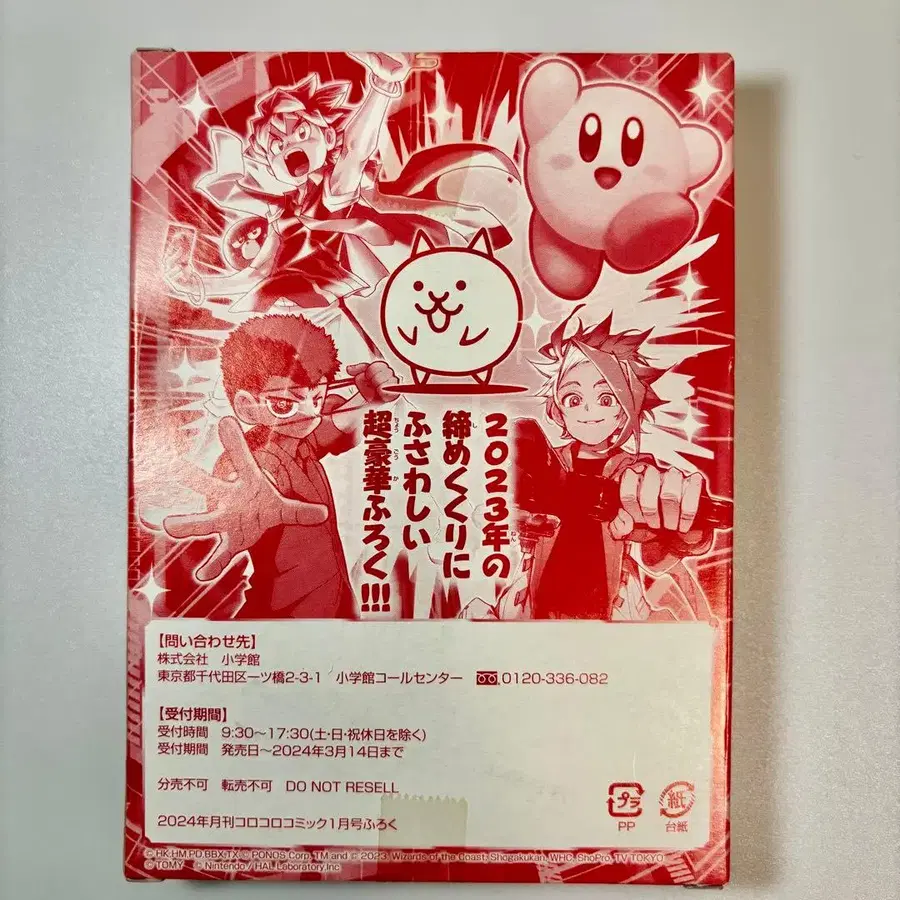 2023年の
締めくくりに
ふさわしい
超豪華ふろく!!!
【問い合わせ先】
株式会社 小学館
東京都千代田区一ツ橋2-3-1 小学館コールセンター 0120-336-082
【受付期間】
受付時間 9:30～17:30(土・日・祝休日を除く)
受付期間 発売日～2024年3月14日まで
分売不可 転売不可 DO NOT RESELL
プラ
PP
紙
台紙
2024年月刊コロコロコミック1月号ふろく
© HK.HM.PD.BBX-TX © PONOS Corp. TM and © 2023, Wizards of the Coast, Shogakukan, WHC, ShoPro, TV TOKYO
© TOMY © Nintendo / HAL Laboratory,Inc